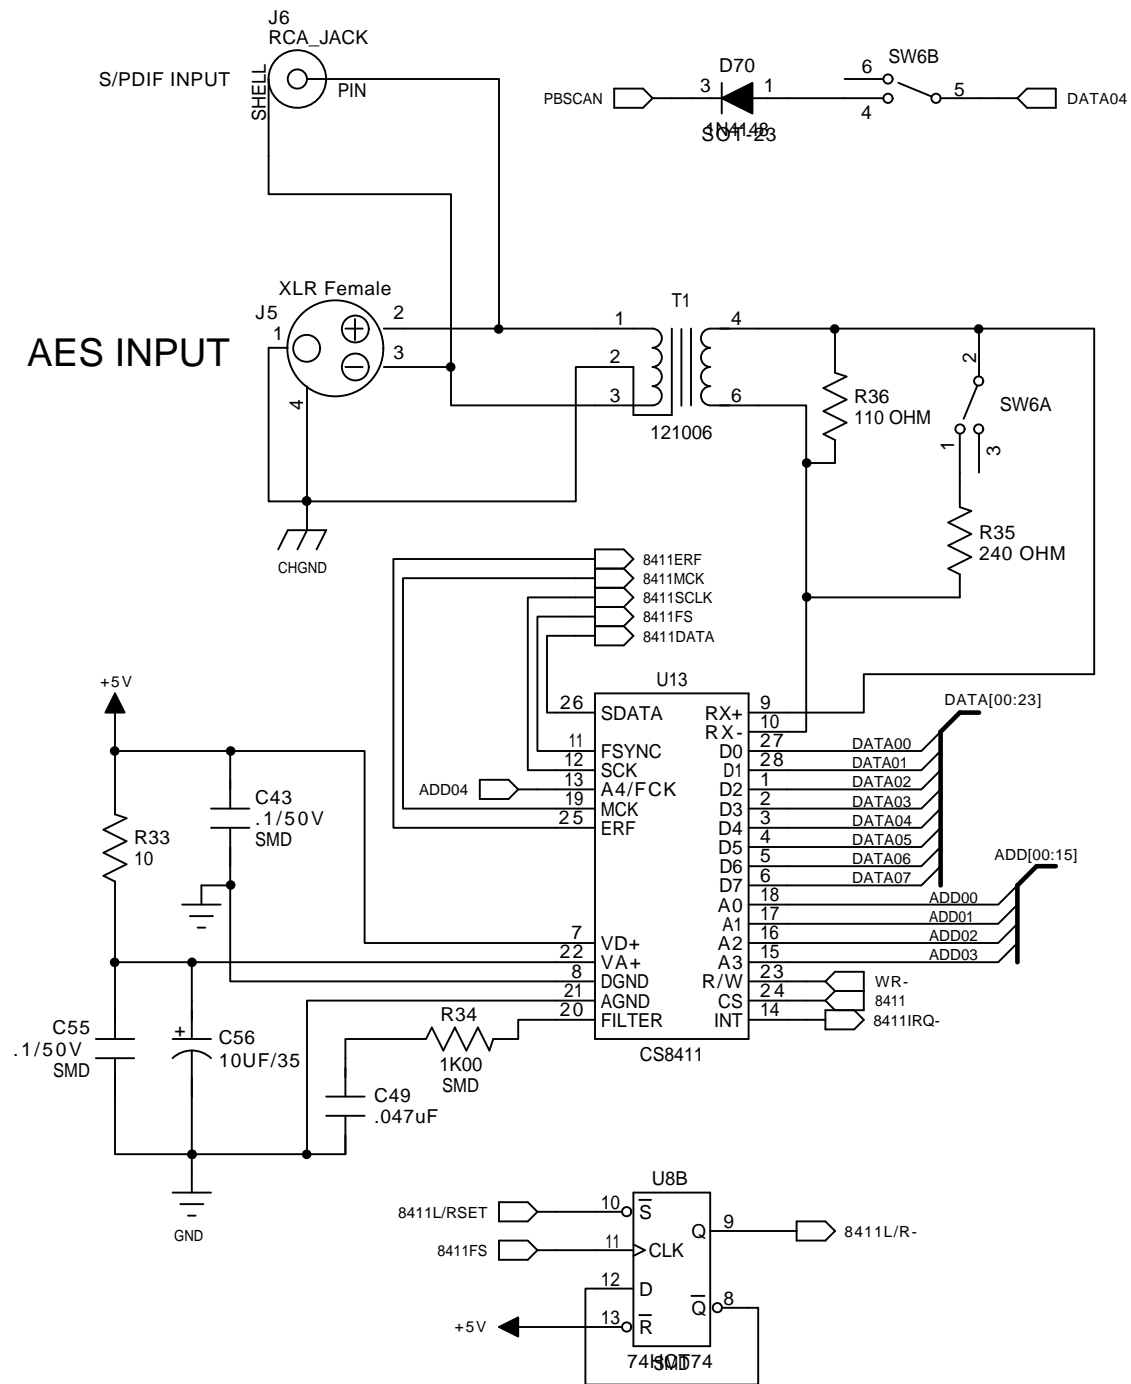 J6
RCA_JACK
S/PDIF INPUT
SHELL
PIN
D70
3
1
1N4148
SOT-23
PBSCAN
SW6B
6
4
5
DATA04
XLR Female
J5
1
2
3
4
AES INPUT
CHGND
T1
1
2
3
4
6
121006
R36
110 OHM
2
SW6A
1
3
R35
240 OHM
8411ERF
8411MCK
8411SCLK
8411FS
8411DATA
+5V
R33
10
C43
.1/50V
SMD
ADD04
U13
26 SDATA
11 FSYNC
12 SCK
13 A4/FCK
19 MCK
25 ERF
7 VD+
22 VA+
8 DGND
21 AGND
20 FILTER
RX+ 9
RX- 10
D0 27 DATA00
D1 28 DATA01
D2 1 DATA02
D3 2 DATA03
D4 3 DATA04
D5 4 DATA05
D6 5 DATA06
D7 6 DATA07
A0 18 ADD00
A1 17 ADD01
A2 16 ADD02
A3 15 ADD03
R/W 23 WR-
CS 24 8411
INT 14 8411IRQ-
CS8411
DATA[00:23]
ADD[00:15]
C55
.1/50V
SMD
+
C56
10UF/35
R34
1K00
SMD
C49
.047uF
GND
U8B
8411L/RSET 10 S
8411FS 11 CLK
12 D
+5V 13 R
Q 9 8411L/R-
Q 8
SMD